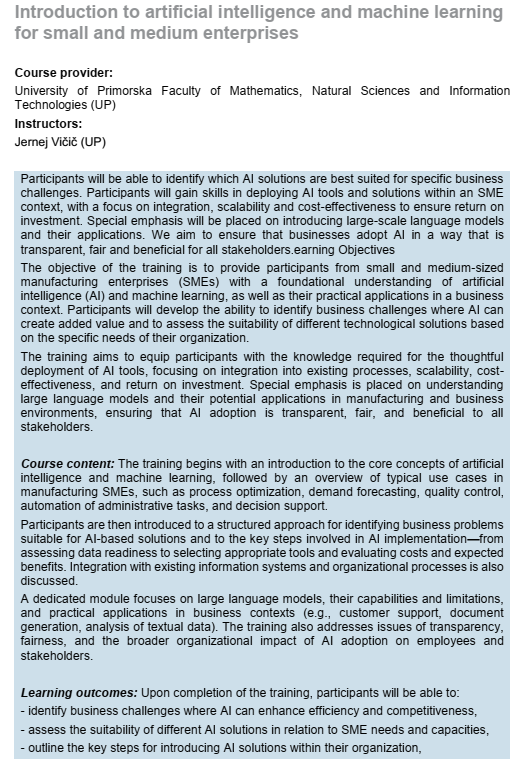 Introduction to artificial intelligence and machine learning
for small and medium enterprises
Course provider:
University of Primorska Faculty of Mathematics, Natural Sciences and Information
Technologies (UP)
Instructors:
Jernej Vičič (UP)
Participants will be able to identify which AI solutions are best suited for specific business
challenges. Participants will gain skills in deploying AI tools and solutions within an SME
context, with a focus on integration, scalability and cost-effectiveness to ensure return on
investment. Special emphasis will be placed on introducing large-scale language models
and their applications. We aim to ensure that businesses adopt AI in a way that is
transparent, fair and beneficial for all stakeholders.earning Objectives
The objective of the training is to provide participants from small and medium-sized
manufacturing enterprises (SMEs) with a foundational understanding of artificial
intelligence (AI) and machine learning, as well as their practical applications in a business
context. Participants will develop the ability to identify business challenges where AI can
create added value and to assess the suitability of different technological solutions based
on the specific needs of their organization.
The training aims to equip participants with the knowledge required for the thoughtful
deployment of AI tools, focusing on integration into existing processes, scalability, cost-
effectiveness, and return on investment. Special emphasis is placed on understanding
large language models and their potential applications in manufacturing and business
environments, ensuring that AI adoption is transparent, fair, and beneficial to all
stakeholders.
Course content: The training begins with an introduction to the core concepts of artificial
intelligence and machine learning, followed by an overview of typical use cases in
manufacturing SMEs, such as process optimization, demand forecasting, quality control,
automation of administrative tasks, and decision support.
Participants are then introduced to a structured approach for identifying business problems
suitable for AI-based solutions and to the key steps involved in AI implementation—from
assessing data readiness to selecting appropriate tools and evaluating costs and expected
benefits. Integration with existing information systems and organizational processes is also
discussed.
A dedicated module focuses on large language models, their capabilities and limitations,
and practical applications in business contexts (e.g., customer support, document
generation, analysis of textual data). The training also addresses issues of transparency,
fairness, and the broader organizational impact of AI adoption on employees and
stakeholders.
Learning outcomes: Upon completion of the training, participants will be able to:
- identify business challenges where AI can enhance efficiency and competitiveness,
- assess the suitability of different AI solutions in relation to SME needs and capacities,
- outline the key steps for introducing AI solutions within their organization,